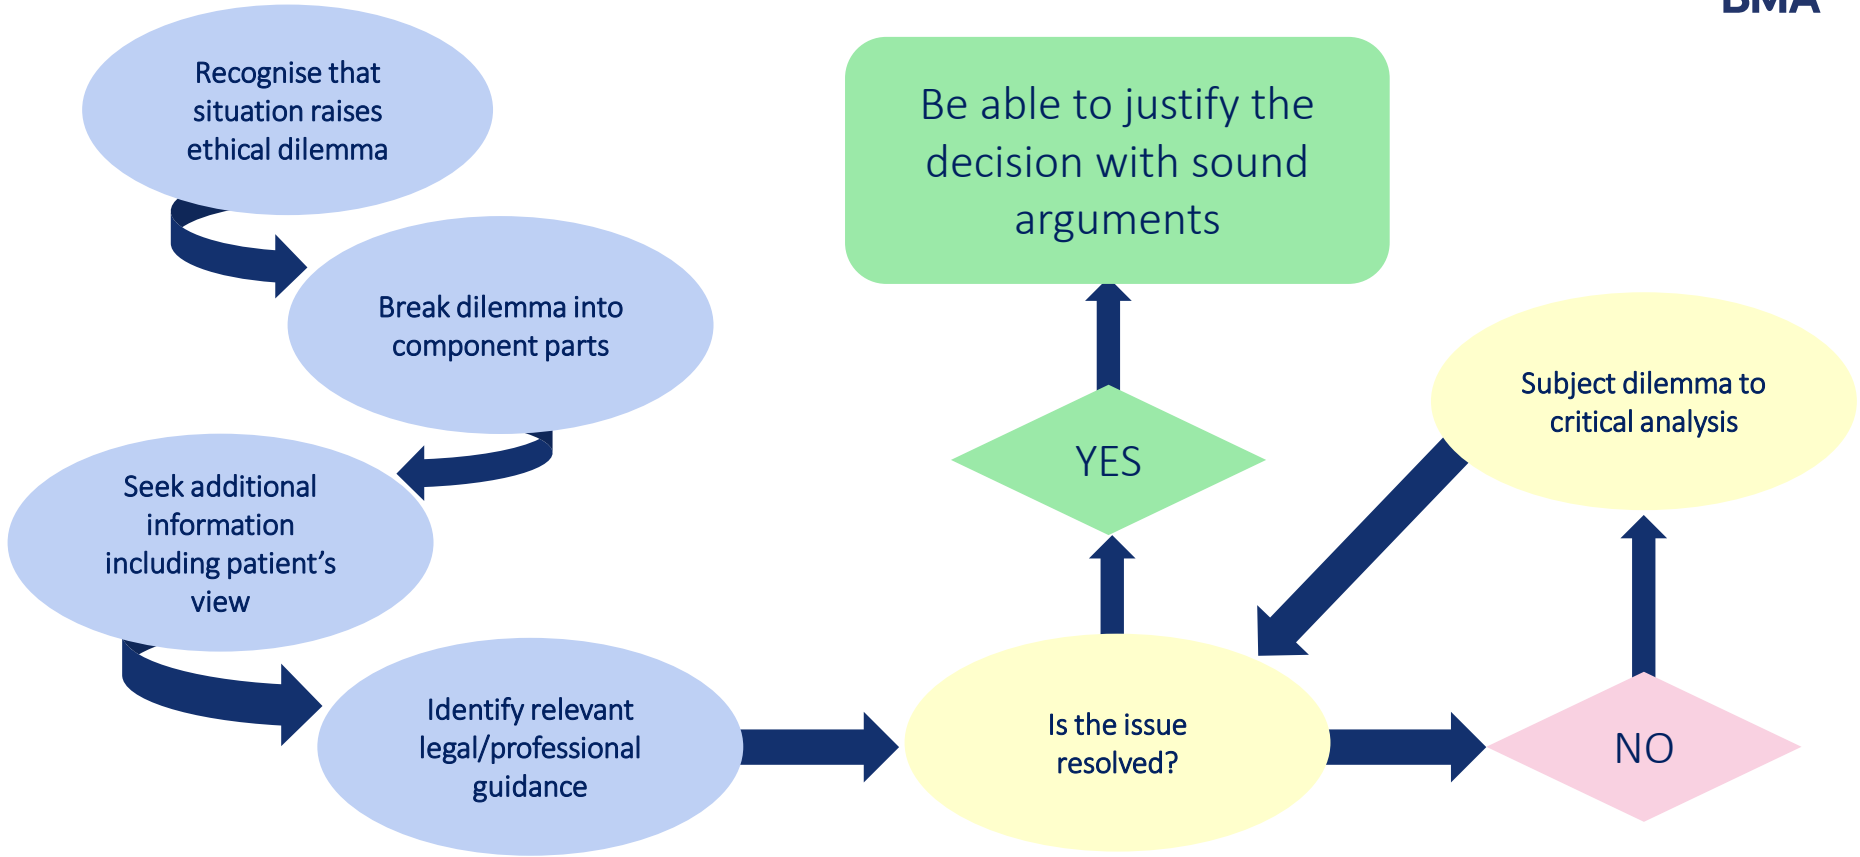 BMA
Recognise that
situation raises
ethical dilemma
Break dilemma into
component parts
Seek additional
information
including patient’s
view
Identify relevant
legal/professional
guidance
Is the issue
resolved?
YES
Be able to justify the
decision with sound
arguments
NO
Subject dilemma to
critical analysis